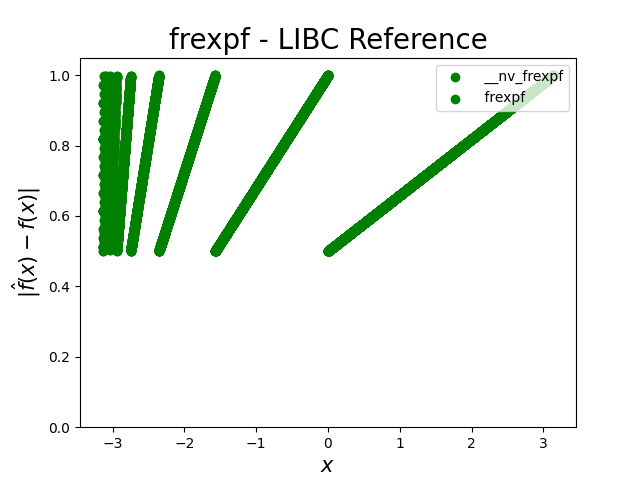 frexpf - LIBC Reference
__nv_frexpf
frexpf
1.0
0.8
0.6
0.4
0.2
0.0
|f̂(x) − f(x)|
−3
−2
−1
0
1
2
3
x